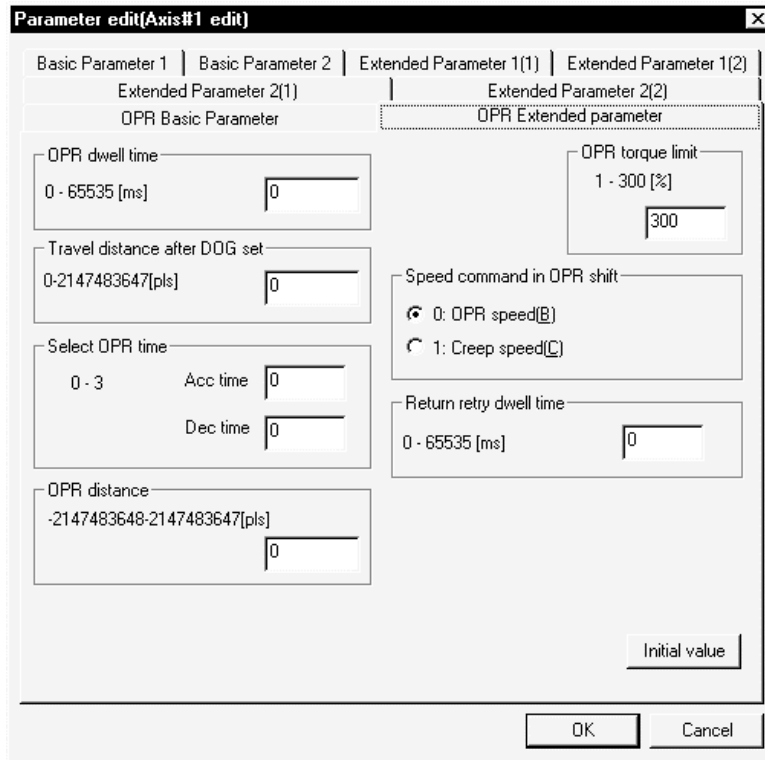 Parameter edit(Axis#1 edit)
Basic Parameter 1
Basic Parameter 2
Extended Parameter 1(1)
Extended Parameter 1(2)
Extended Parameter 2(1)
Extended Parameter 2(2)
OPR Basic Parameter
OPR Extended parameter
OPR dwell time
0 - 65535 [ms]
0
Travel distance after DOG set
0-2147483647[pls]
0
Select OPR time
0 - 3
Acc time
0
Dec time
0
OPR distance
-2147483648-2147483647[pls]
0
OPR torque limit
1 - 300 [%]
300
Speed command in OPR shift
0: OPR speed(B)
1: Creep speed(C)
Return retry dwell time
0 - 65535 [ms]
0
Initial value
OK
Cancel